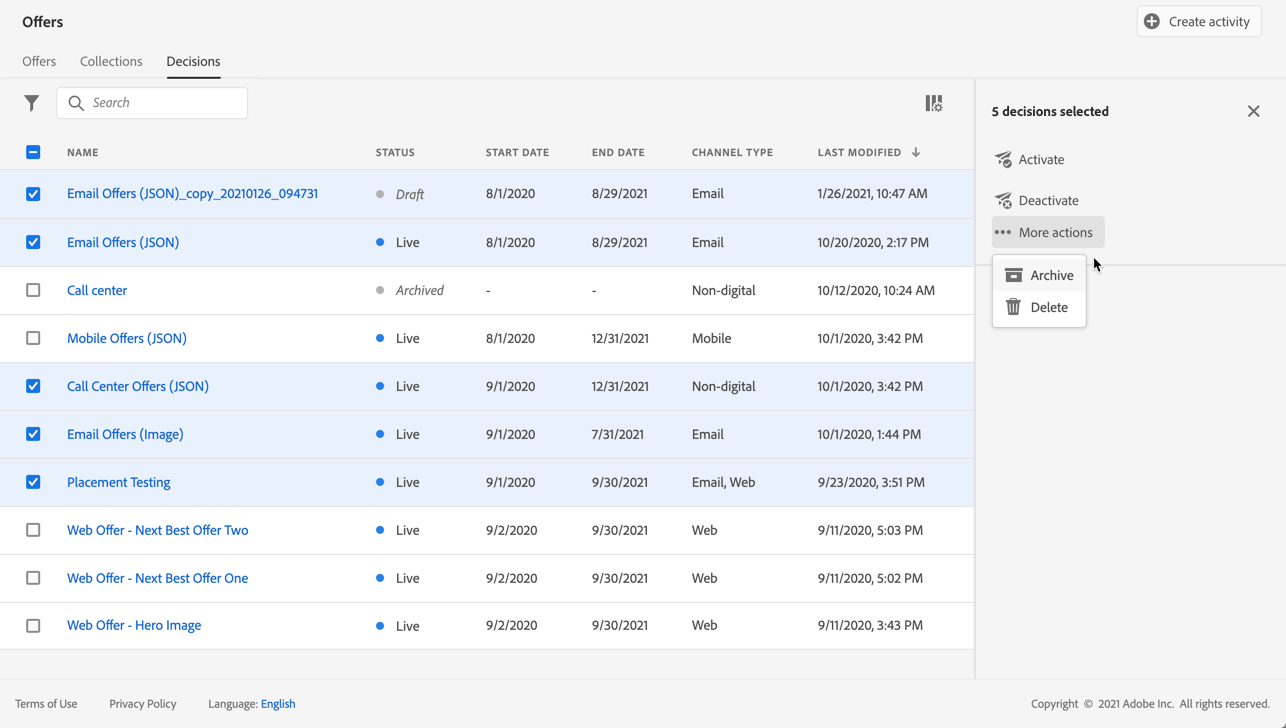 Offers
Create activity
Offers Collections Decisions
Search
5 decisions selected
NAME STATUS START DATE END DATE CHANNEL TYPE LAST MODIFIED
Email Offers (JSON)_copy_20210126_094731 Draft 8/1/2020 8/29/2021 Email 1/26/2021, 10:47 AM
Email Offers (JSON) Live 8/1/2020 8/29/2021 Email 10/20/2020, 2:17 PM
Call center Archived - - Non-digital 10/12/2020, 10:24 AM
Mobile Offers (JSON) Live 8/1/2020 12/31/2021 Mobile 10/1/2020, 3:42 PM
Call Center Offers (JSON) Live 9/1/2020 12/31/2021 Non-digital 10/1/2020, 3:42 PM
Email Offers (Image) Live 9/1/2020 7/31/2021 Email 10/1/2020, 1:44 PM
Placement Testing Live 9/1/2020 9/30/2021 Email, Web 9/23/2020, 3:51 PM
Web Offer - Next Best Offer Two Live 9/2/2020 9/30/2021 Web 9/11/2020, 5:03 PM
Web Offer - Next Best Offer One Live 9/2/2020 9/30/2021 Web 9/11/2020, 5:02 PM
Web Offer - Hero Image Live 9/2/2020 9/30/2021 Web 9/11/2020, 3:43 PM
Activate
Deactivate
More actions
Archive
Delete
Terms of Use Privacy Policy Language: English Copyright © 2021 Adobe Inc. All rights reserved.